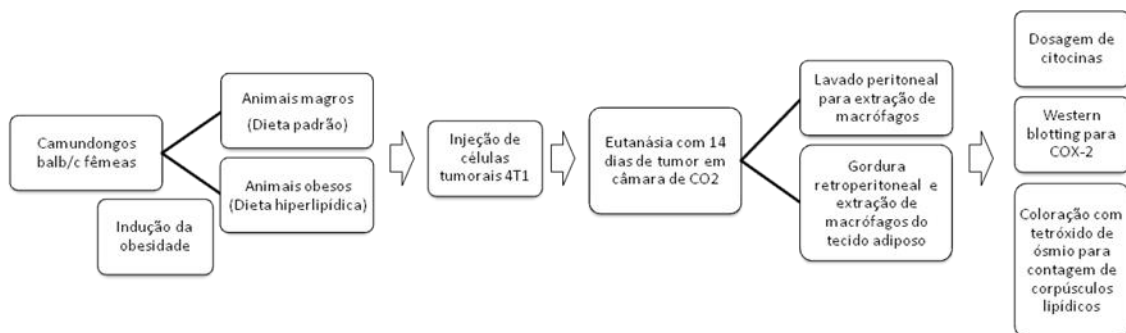 Camundongos
balb/c fêmeas
Indução da
obesidade
Animais magros
(Dieta padrão)
Animais obesos
(Dieta hiperlipídica)
Injeção de
células
tumorais 4T1
Eutanásia com 14
dias de tumor em
câmara de CO2
Lavado peritoneal
para extração de
macrófagos
Gordura
retroperitoneal e
extração de
macrófagos do
tecido adiposo
Dosagem de
citocinas
Western
blotting para
COX-2
Coloração com
tetróxido de
ósmio para
contagem de
corpúsculos
lipídicos